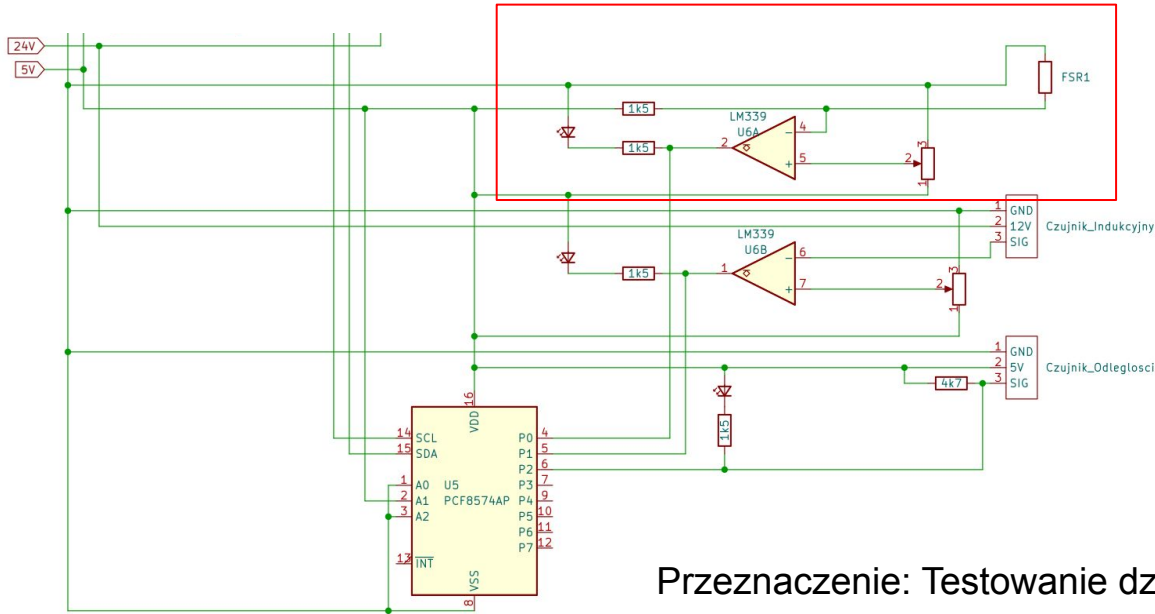 24V
5V
1k5
FSR1
LM339
U6A
1k5
2
4
5
-
+
3
2
1
LM339
U6B
1k5
1
6
7
-
+
3
2
1
1 GND
2 12V
3 SIG
Czujnik_Indukcyjny
1 GND
2 5V
3 SIG
Czujnik_Odleglosci
4k7
1k5
16
VDD
14 SCL
15 SDA
1 A0
2 A1
3 A2
13 INT
U5
PCF8574AP
P0 4
P1 5
P2 6
P3 7
P4 9
P5 10
P6 11
P7 12
VSS
8
Przeznaczenie: Testowanie dz